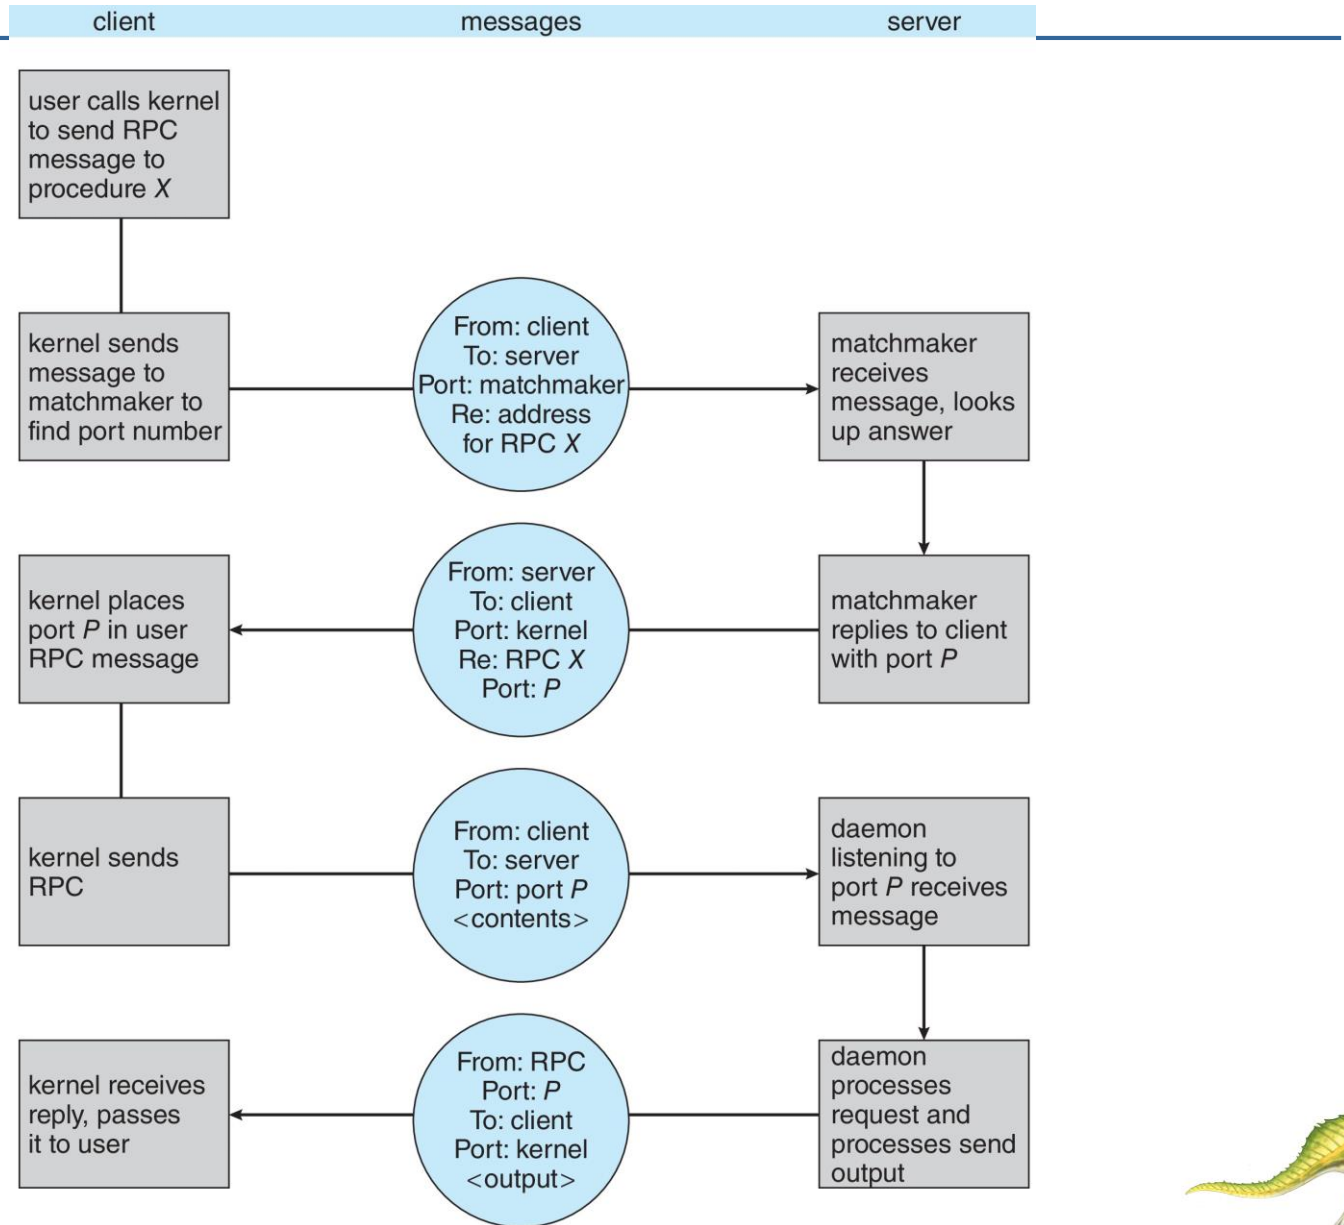 client
messages
server
user calls kernel
to send RPC
message to
procedure X
kernel sends
message to
matchmaker to
find port number
From: client
To: server
Port: matchmaker
Re: address
for RPC X
matchmaker
receives
message, looks
up answer
kernel places
port P in user
RPC message
From: server
To: client
Port: kernel
Re: RPC X
Port: P
matchmaker
replies to client
with port P
kernel sends
RPC
From: client
To: server
Port: port P
<contents>
daemon
listening to
port P receives
message
kernel receives
reply, passes
it to user
From: RPC
Port: P
To: client
Port: kernel
<output>
daemon
processes
request and
processes send
output